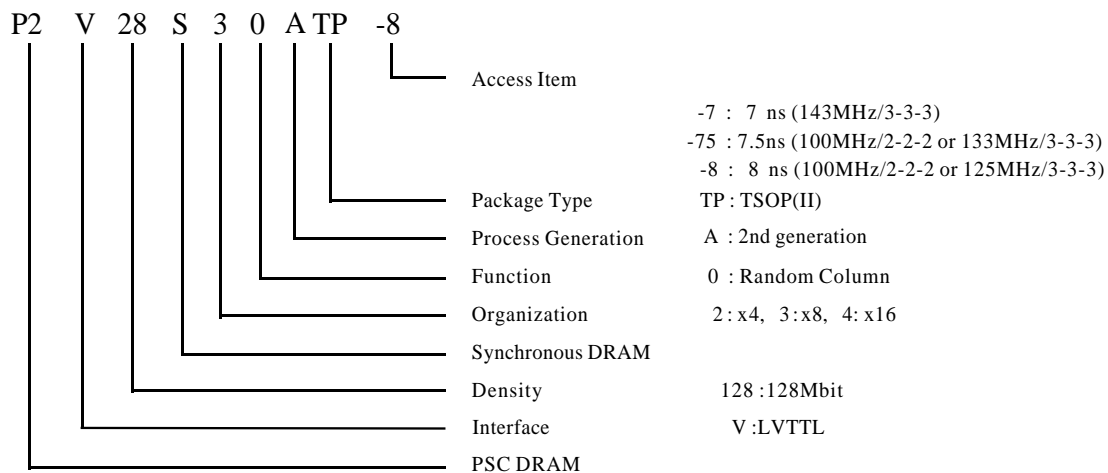 P2 V 28 S 3 0 A TP -8
Access Item
-7 : 7 ns (143MHz/3-3-3)
-75 : 7.5ns (100MHz/2-2-2 or 133MHz/3-3-3)
-8 : 8 ns (100MHz/2-2-2 or 125MHz/3-3-3)
Package Type TP : TSOP(II)
Process Generation A : 2nd generation
Function 0 : Random Column
Organization 2 : x4, 3 : x8, 4 : x16
Synchronous DRAM
Density 128 :128Mbit
Interface V :LVTTL
PSC DRAM